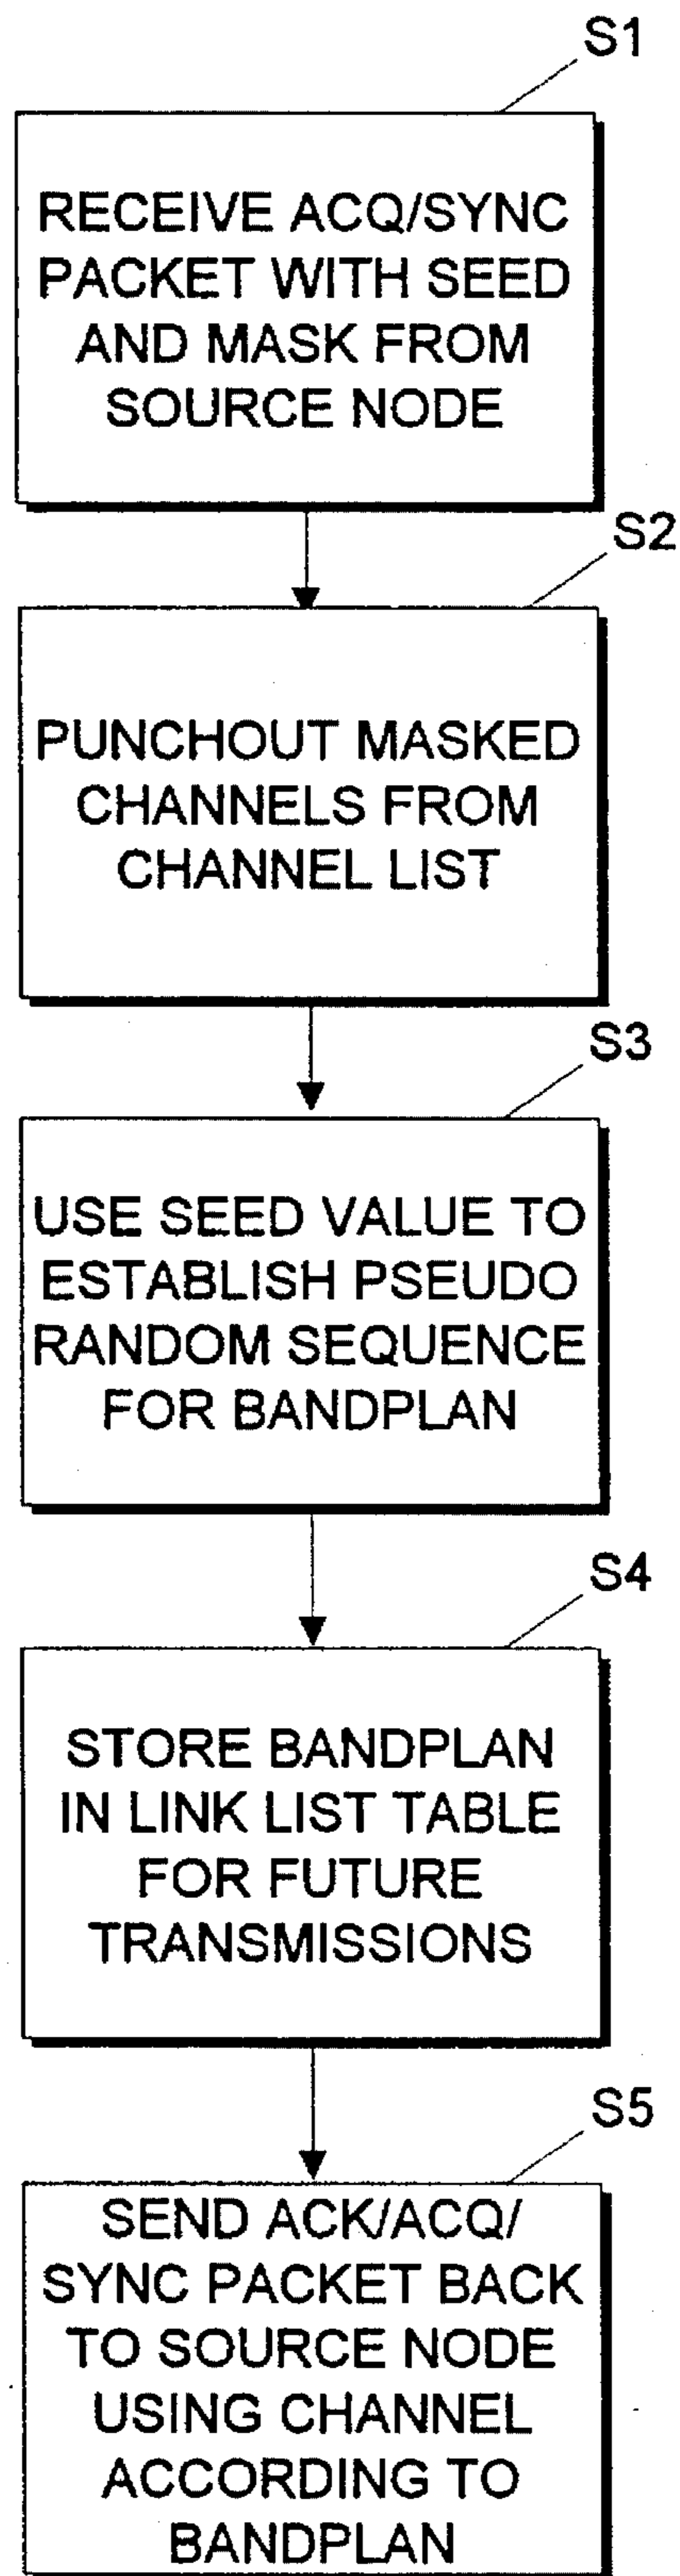 S1
RECEIVE ACQ/SYNC
PACKET WITH SEED
AND MASK FROM
SOURCE NODE
S2
PUNCHOUT MASKED
CHANNELS FROM
CHANNEL LIST
S3
USE SEED VALUE TO
ESTABLISH PSEUDO
RANDOM SEQUENCE
FOR BANDPLAN
S4
STORE BANDPLAN
IN LINK LIST TABLE
FOR FUTURE
TRANSMISSIONS
S5
SEND ACK/ACQ/
SYNC PACKET BACK
TO SOURCE NODE
USING CHANNEL
ACCORDING TO
BANDPLAN